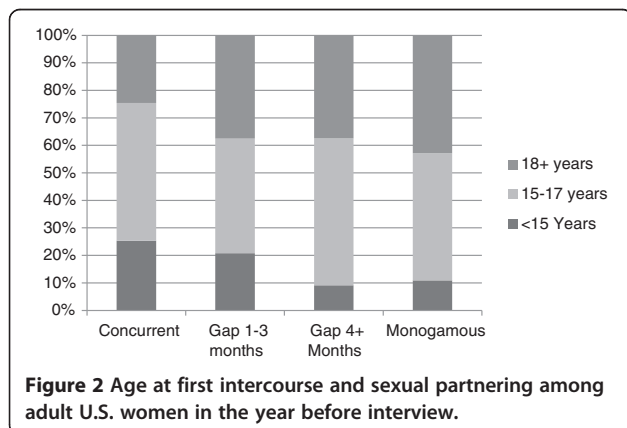 100%
90%
80%
70%
60%
50%
40%
30%
20%
10%
0%
Concurrent
Gap 1-3
months
Gap 4+
Months
Monogamous
18+ years
15-17 years
<15 Years
Figure 2 Age at first intercourse and sexual partnering among
adult U.S. women in the year before interview.